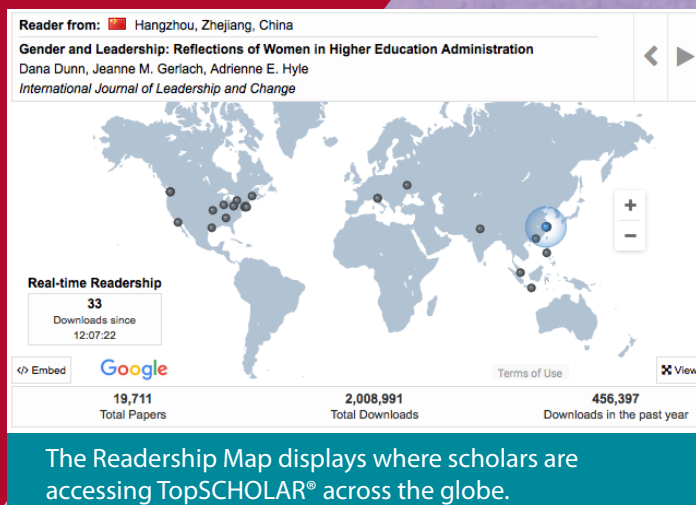 Reader from: Hangzhou, Zhejiang, China
Gender and Leadership: Reflections of Women in Higher Education Administration
Dana Dunn, Jeanne M. Gerlach, Adrienne E. Hyle
International Journal of Leadership and Change
+
−
Real-time Readership
33
Downloads since
12:07:22
</> Embed
Google
Terms of Use
View
19,711
Total Papers
2,008,991
Total Downloads
456,397
Downloads in the past year
The Readership Map displays where scholars are
accessing TopSCHOLAR® across the globe.